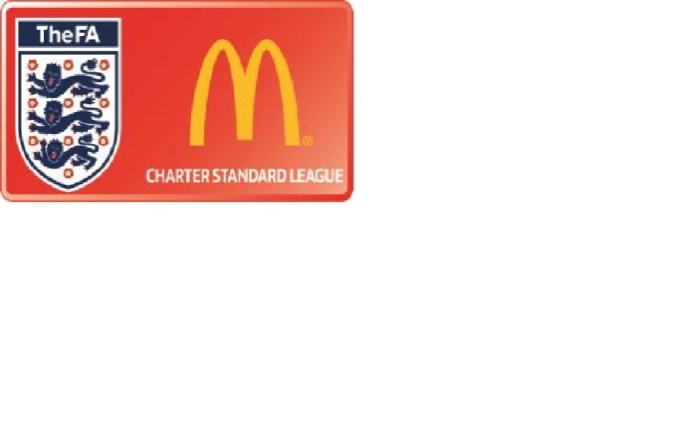 TheFA
®
CHARTER STANDARD LEAGUE